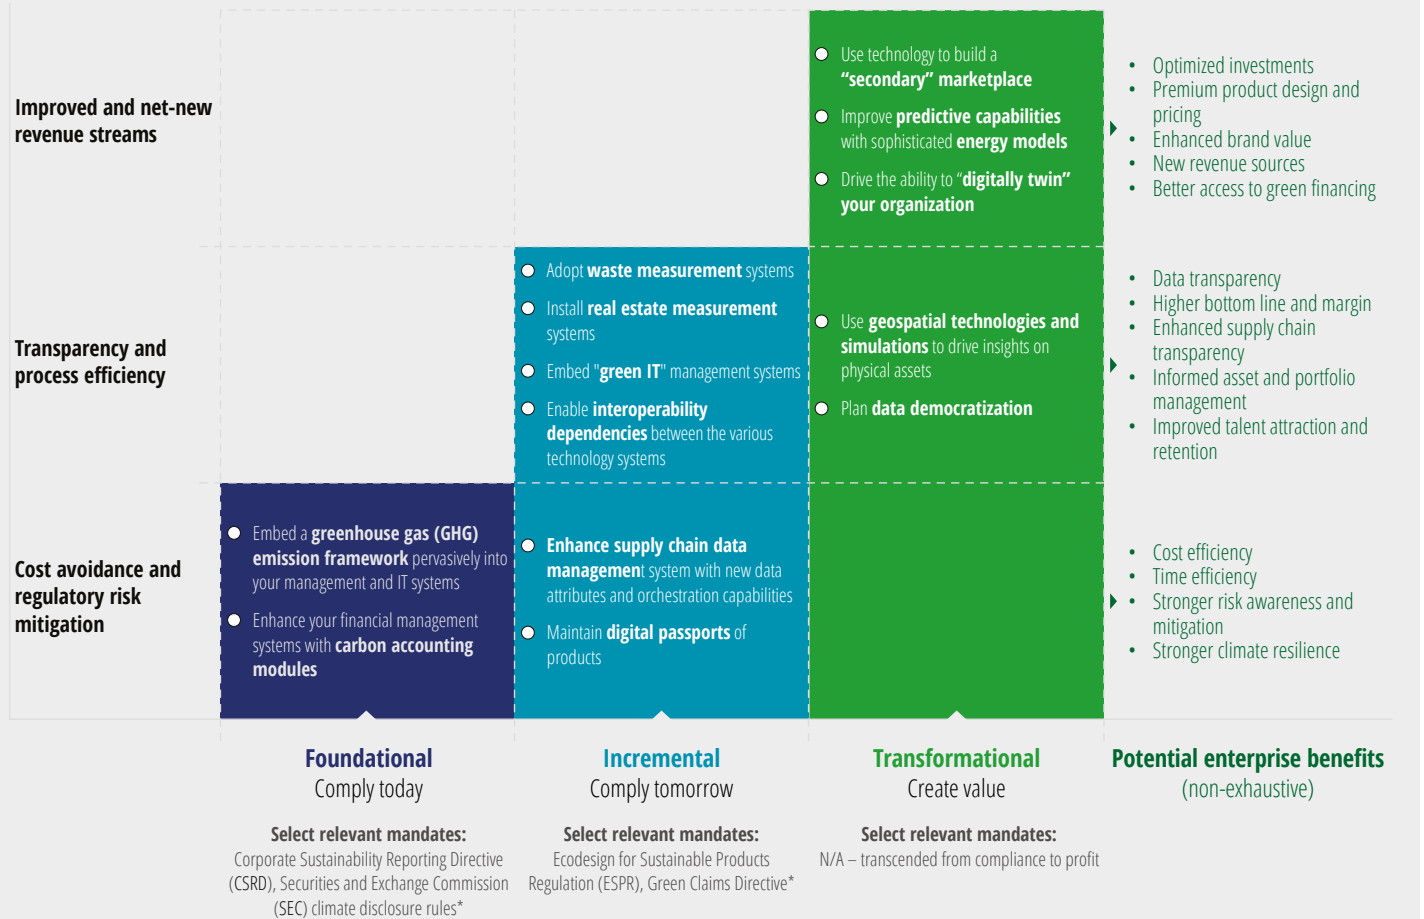 Improved and net-new
revenue streams
Use technology to build a
“secondary” marketplace
Improve predictive capabilities
with sophisticated energy models
Drive the ability to “digitally twin”
your organization
• Optimized investments
• Premium product design and
pricing
• Enhanced brand value
• New revenue sources
• Better access to green financing
Transparency and
process efficiency
Adopt waste measurement systems
Install real estate measurement
systems
Embed "green IT" management systems
Enable interoperability
dependencies between the various
technology systems
Use geospatial technologies and
simulations to drive insights on
physical assets
Plan data democratization
• Data transparency
• Higher bottom line and margin
• Enhanced supply chain
transparency
• Informed asset and portfolio
management
• Improved talent attraction and
retention
Cost avoidance and
regulatory risk
mitigation
Embed a greenhouse gas (GHG)
emission framework pervasively into
your management and IT systems
Enhance your financial management
systems with carbon accounting
modules
Enhance supply chain data
management system with new data
attributes and orchestration capabilities
Maintain digital passports of
products
• Cost efficiency
• Time efficiency
• Stronger risk awareness and
mitigation
• Stronger climate resilience
Foundational
Comply today
Select relevant mandates:
Corporate Sustainability Reporting Directive
(CSRD), Securities and Exchange Commission
(SEC) climate disclosure rules*
Incremental
Comply tomorrow
Select relevant mandates:
Ecodesign for Sustainable Products
Regulation (ESPR), Green Claims Directive*
Transformational
Create value
Select relevant mandates:
N/A – transcended from compliance to profit
Potential enterprise benefits
(non-exhaustive)